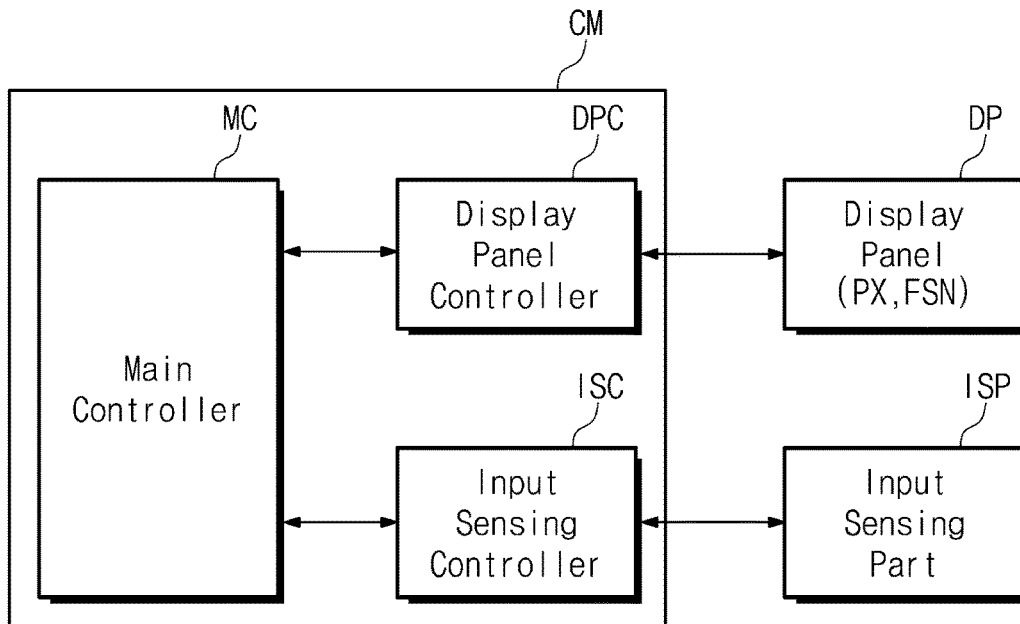 CM
MC
DPC
DP
Display
Panel
Controller
Display
Panel
(PX,FSN)
Main
Controller
ISC
ISP
Input
Sensing
Controller
Input
Sensing
Part